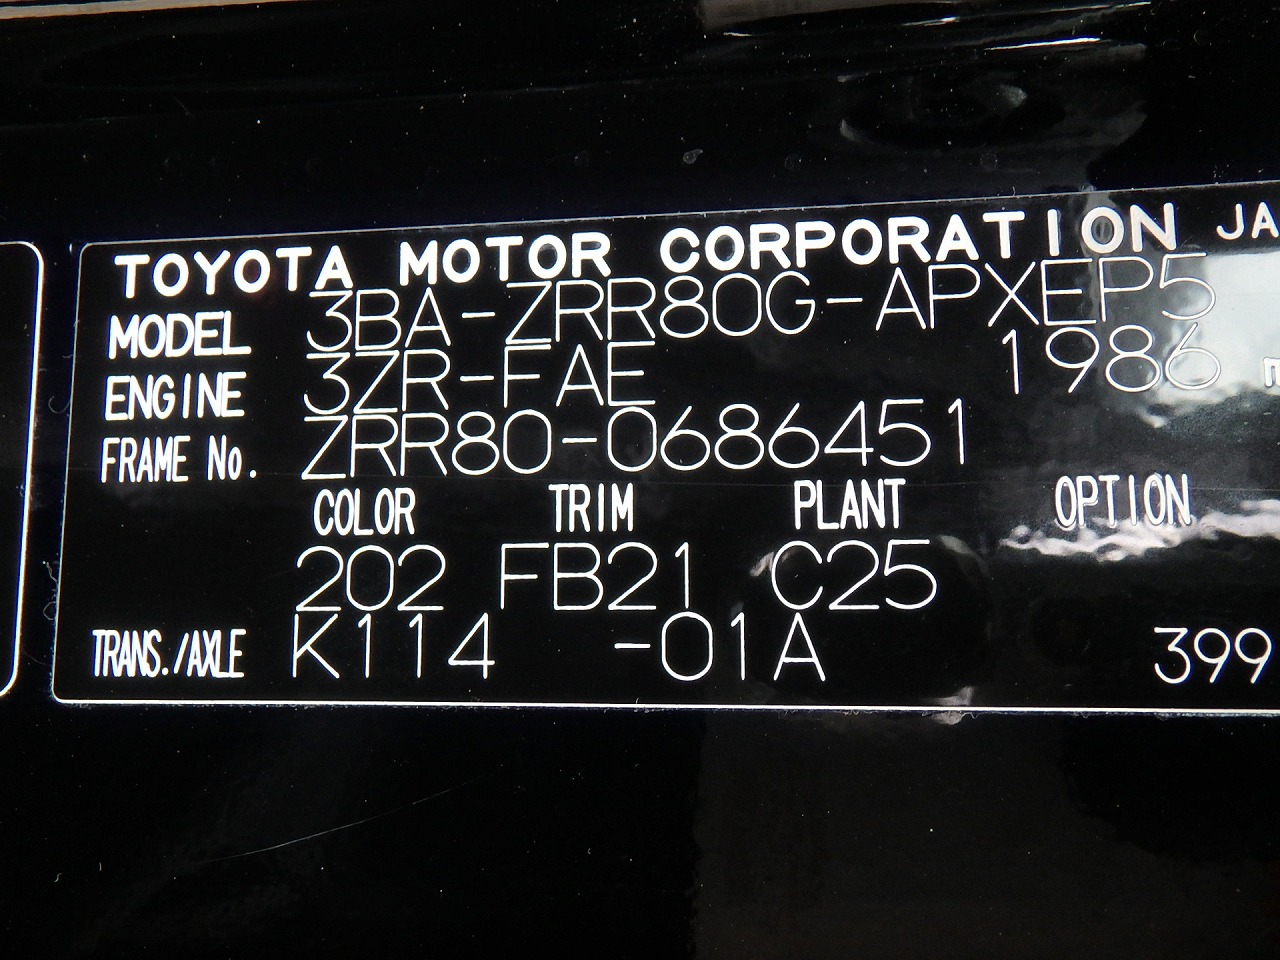 TOYOTA MOTOR CORPORATION JA
MODEL 3BA-ZRR80G-APXEP5
ENGINE 3ZR-FAE 1986
FRAME No. ZRR80-0686451
COLOR TRIM PLANT OPTION
202 FB21 C25
TRANS./AXLE K114 -01A 399